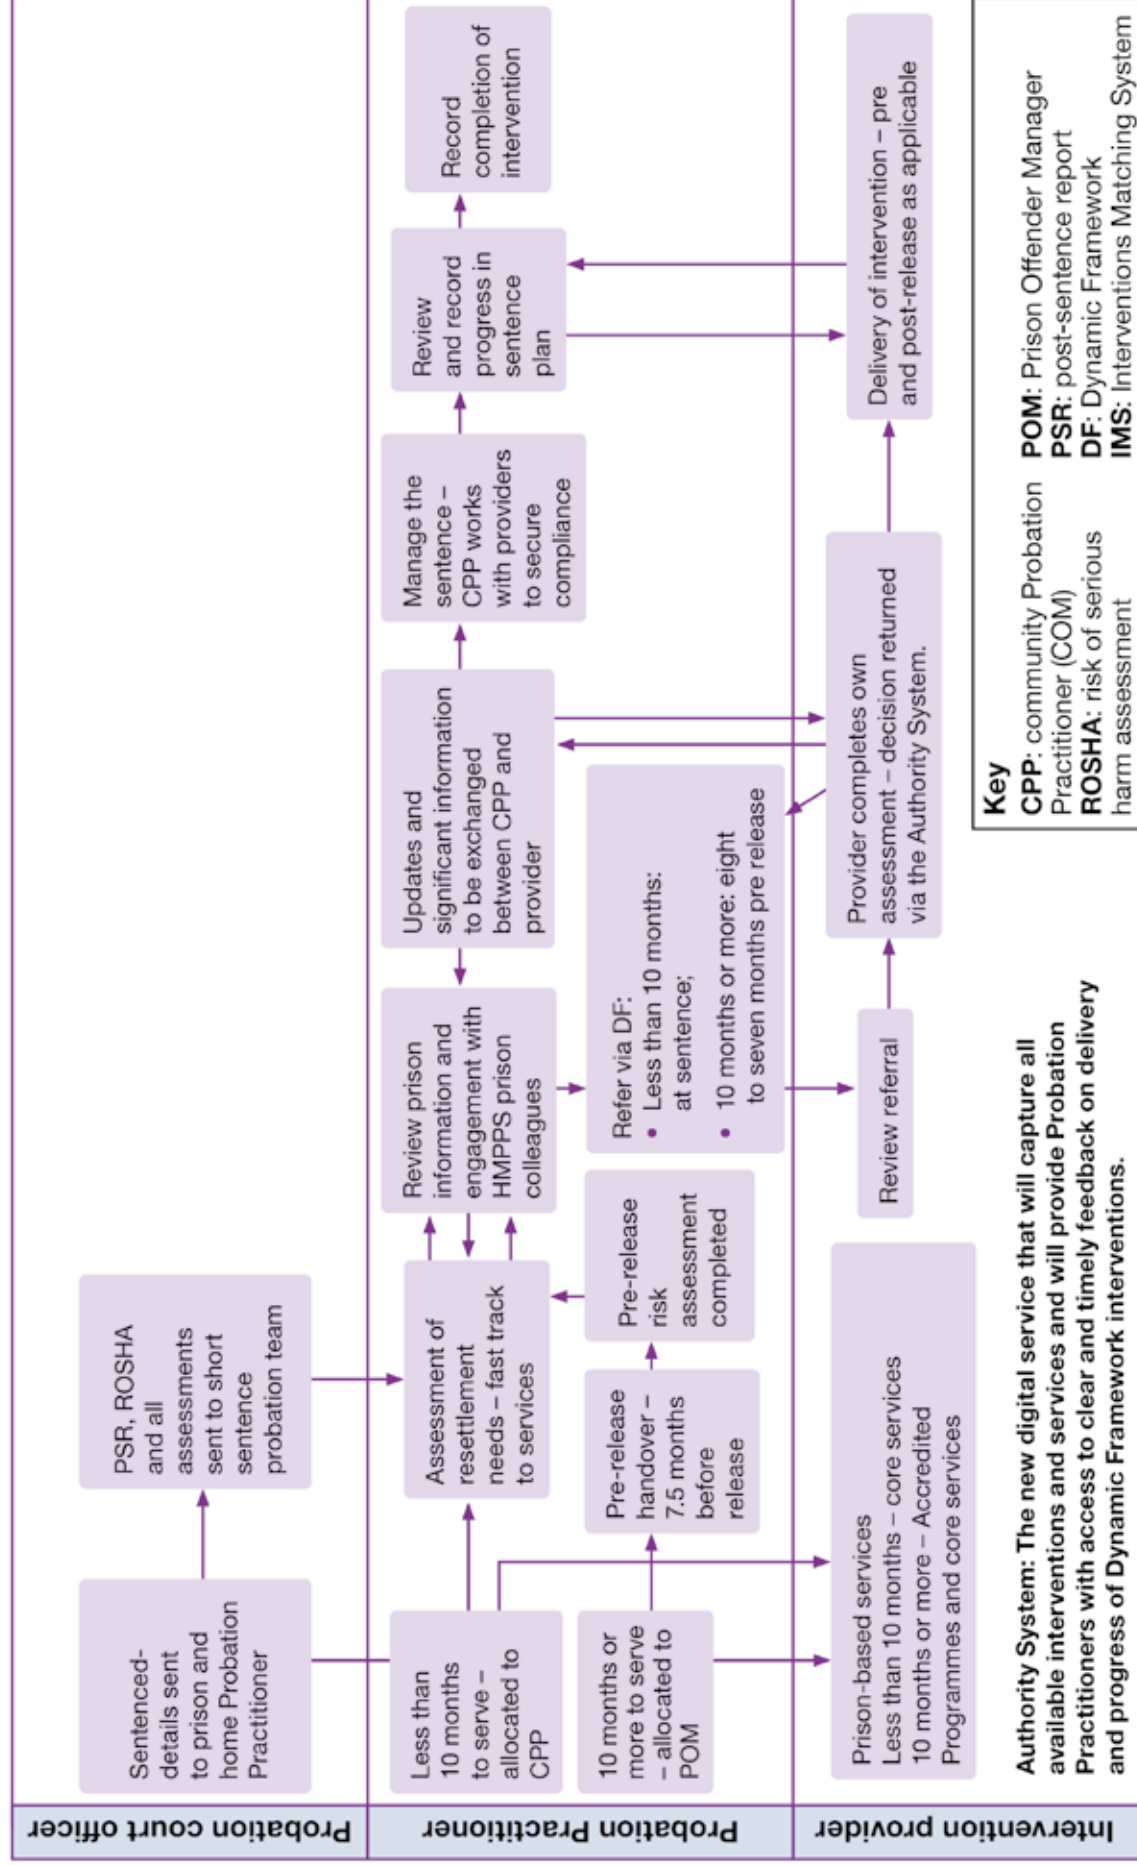 Probation court officer
Sentenced-
details sent
to prison and
home Probation
Practitioner
PSR, ROSHA
and all
assessments
sent to short
sentence
probation team
Probation Practitioner
Less than
10 months
to serve –
allocated to
CPP
10 months or
more to serve
– allocated to
POM
Assessment of
resettlement
needs – fast track
to services
Pre-release
handover –
7.5 months
before
release
Pre-release
risk
assessment
completed
Review prison
information and
engagement with
HMPPS prison
colleagues
Refer via DF:
• Less than 10 months:
at sentence;
• 10 months or more: eight
to seven months pre release
Updates and
significant information
to be exchanged
between CPP and
provider
Manage the
sentence –
CPP works
with providers
to secure
compliance
Review
and record
progress in
sentence
plan
Record
completion of
intervention
Intervention provider
Prison-based services
Less than 10 months – core services
10 months or more – Accredited
Programmes and core services
Review referral
Provider completes own
assessment – decision returned
via the Authority System.
Delivery of intervention – pre
and post-release as applicable
Authority System: The new digital service that will capture all
available interventions and services and will provide Probation
Practitioners with access to clear and timely feedback on delivery
and progress of Dynamic Framework interventions.
Key
CPP: community Probation
Practitioner (COM)
ROSHA: risk of serious
harm assessment
POM: Prison Offender Manager
PSR: post-sentence report
DF: Dynamic Framework
IMS: Interventions Matching System